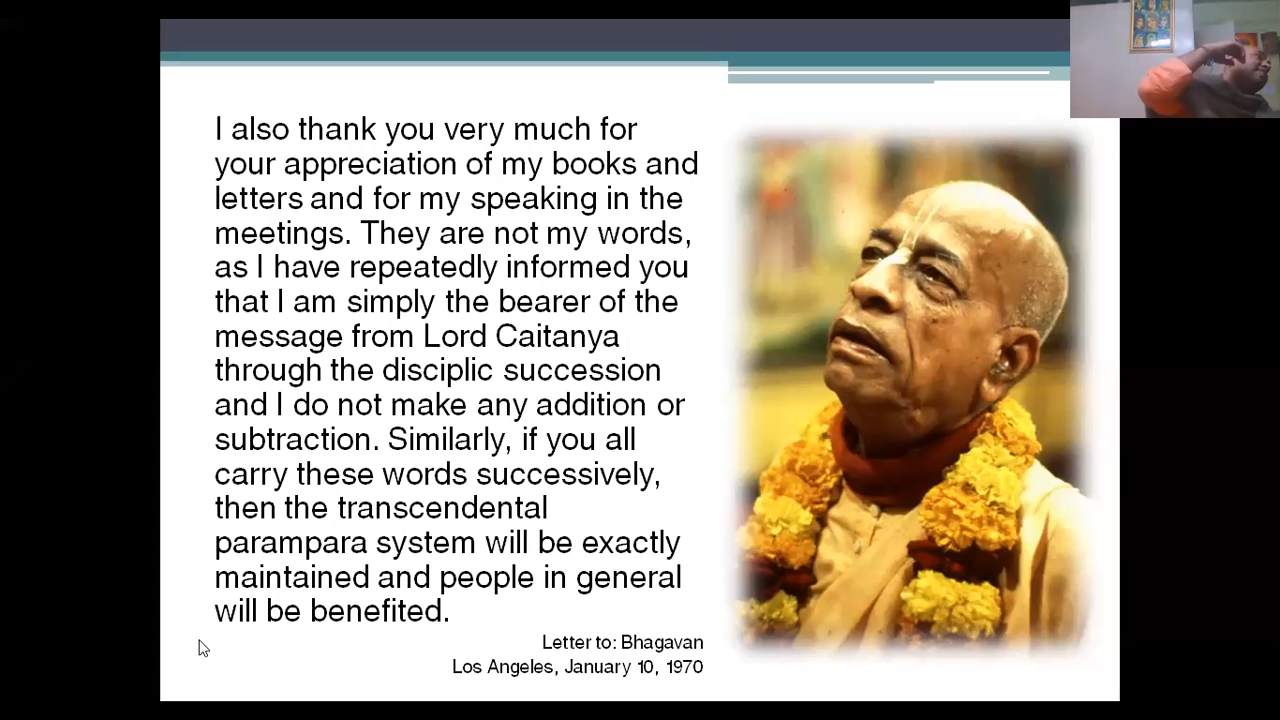 I also thank you very much for
your appreciation of my books and
letters and for my speaking in the
meetings. They are not my words,
as I have repeatedly informed you
that I am simply the bearer of the
message from Lord Caitanya
through the disciplic succession
and I do not make any addition or
subtraction. Similarly, if you all
carry these words successively,
then the transcendental
parampara system will be exactly
maintained and people in general
will be benefited.
Letter to: Bhagavan
Los Angeles, January 10, 1970